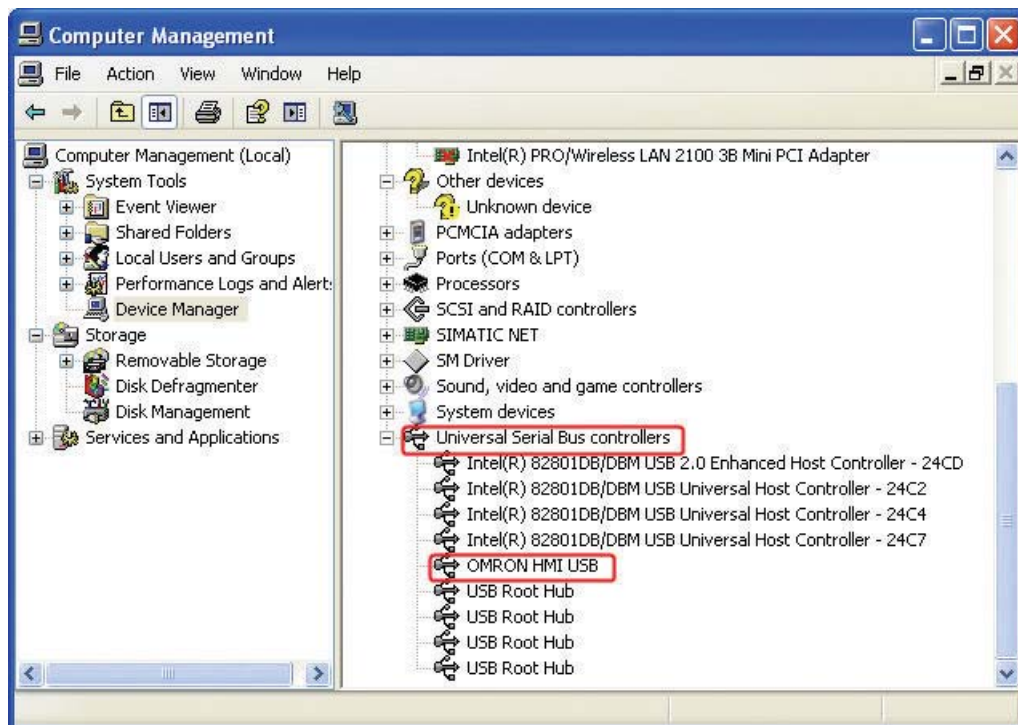 Computer Management
File Action View Window Help
Computer Management (Local)
System Tools
Event Viewer
Shared Folders
Local Users and Groups
Performance Logs and Alert:
Device Manager
Storage
Removable Storage
Disk Defragmenter
Disk Management
Services and Applications
Intel(R) PRO/Wireless LAN 2100 3B Mini PCI Adapter
Other devices
Unknown device
PCMCIA adapters
Ports (COM & LPT)
Processors
SCSI and RAID controllers
SIMATIC NET
SM Driver
Sound, video and game controllers
System devices
Universal Serial Bus controllers
Intel(R) 82801DB/DBM USB 2.0 Enhanced Host Controller - 24CD
Intel(R) 82801DB/DBM USB Universal Host Controller - 24C2
Intel(R) 82801DB/DBM USB Universal Host Controller - 24C4
Intel(R) 82801DB/DBM USB Universal Host Controller - 24C7
OMRON HMI USB
USB Root Hub
USB Root Hub
USB Root Hub
USB Root Hub